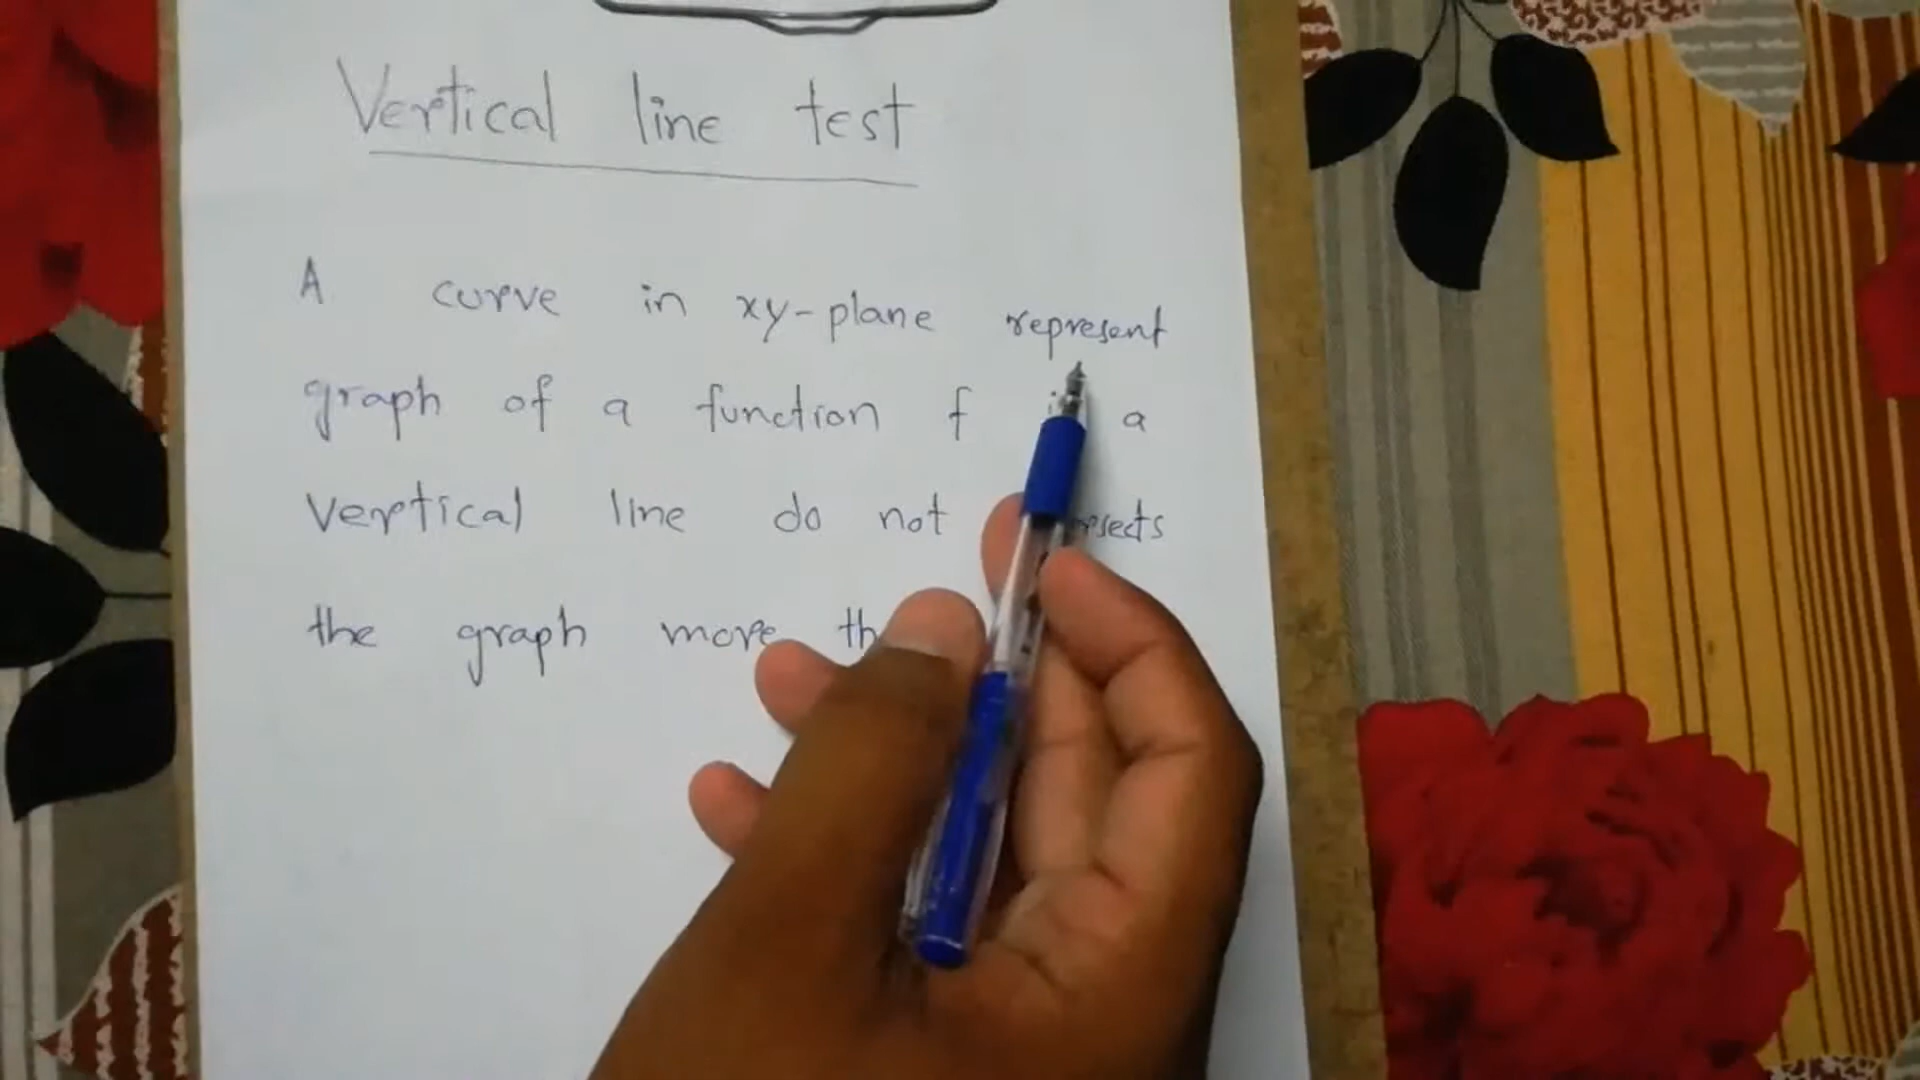 Vertical line test
A curve in xy-plane represent
graph of a function f a
vertical line do not
the graph more